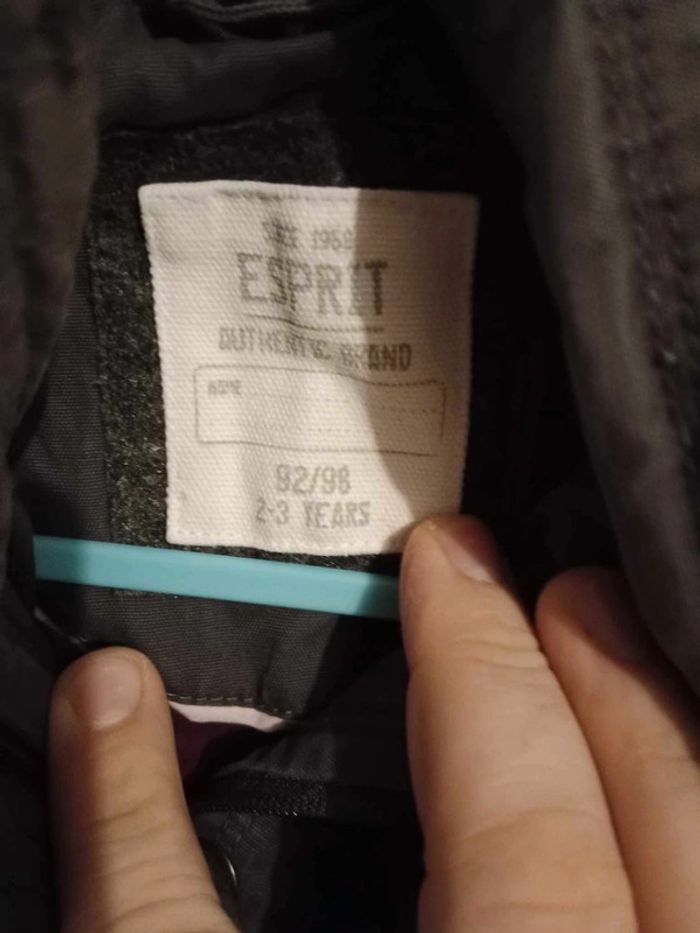 SINCE 1968
ESPRIT
AUTHENTIC BRAND
NAME
92/98
2-3 YEARS